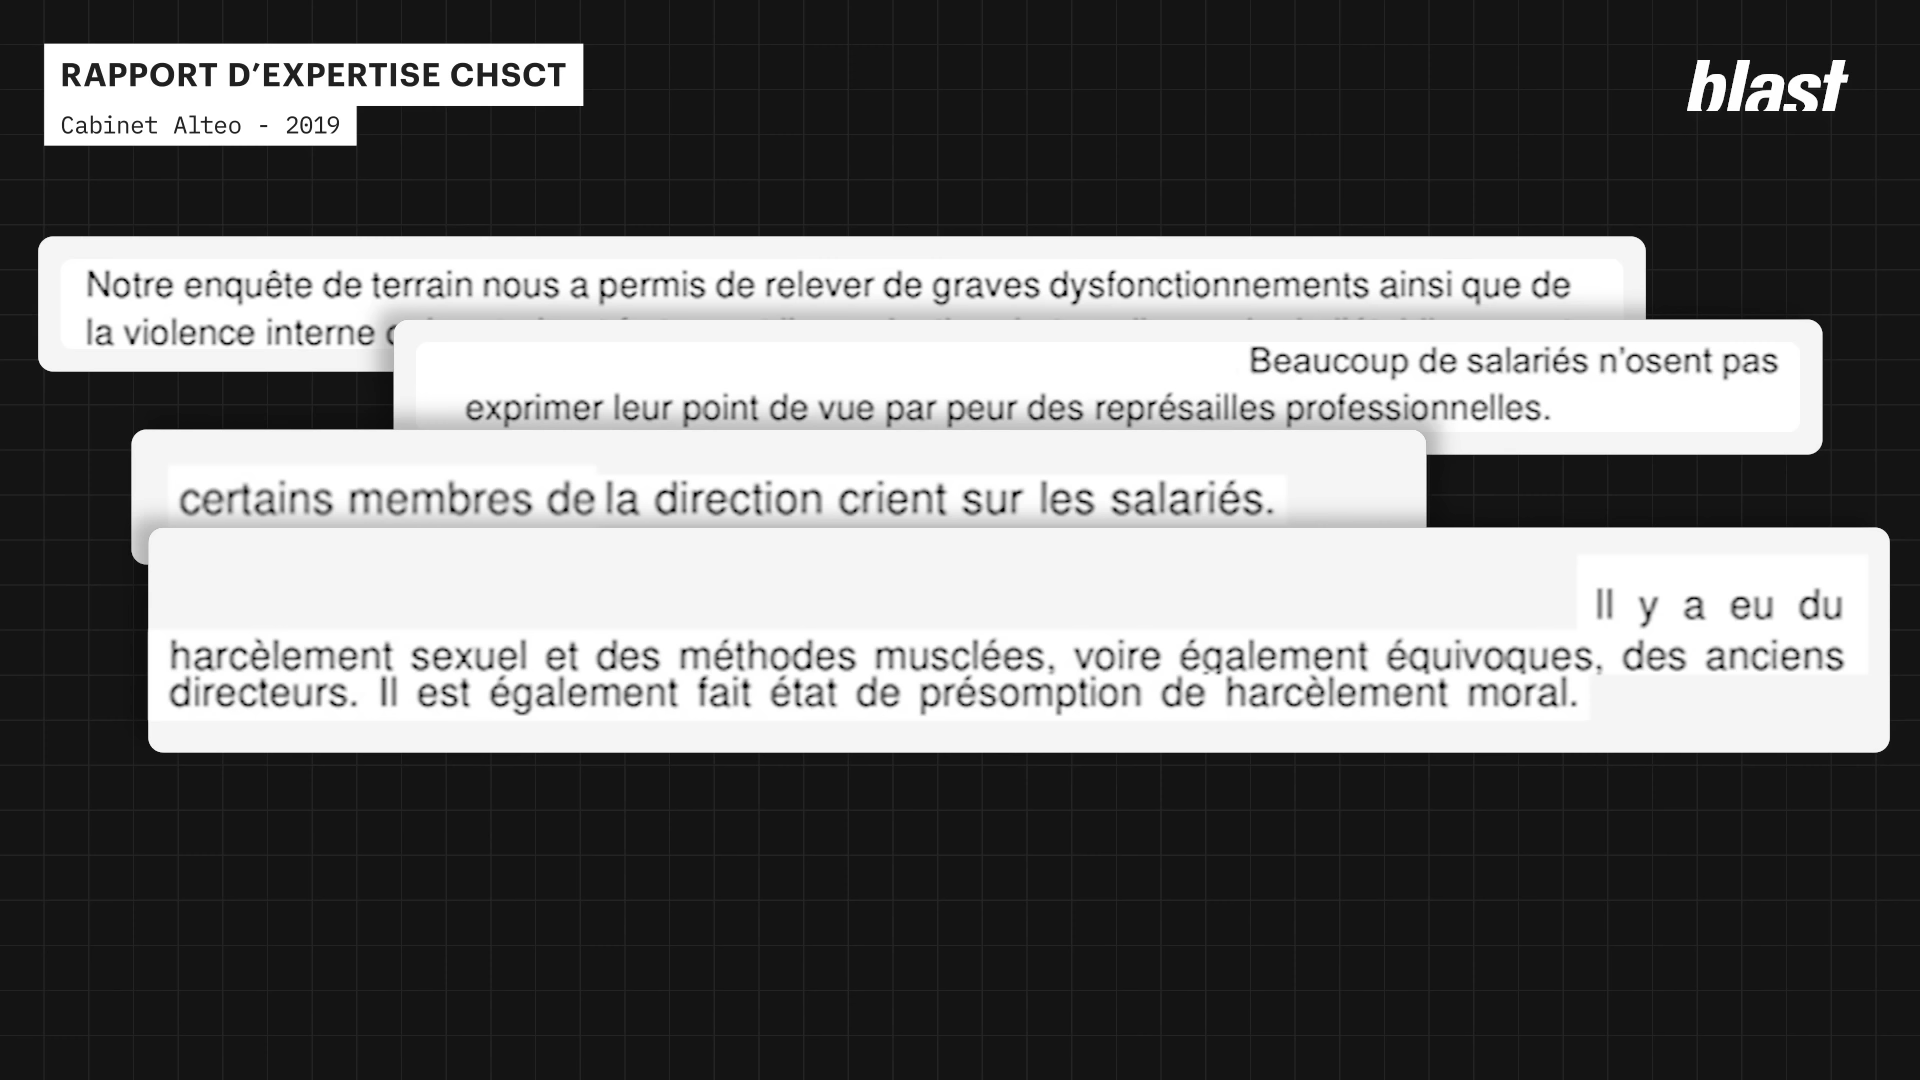 RAPPORT D’EXPERTISE CHSCT
Cabinet Alteo - 2019
blast
Notre enquête de terrain nous a permis de relever de graves dysfonctionnements ainsi que de
la violence interne
Beaucoup de salariés n’osent pas
exprimer leur point de vue par peur des représailles professionnelles.
certains membres de la direction crient sur les salariés.
Il y a eu du
harcèlement sexuel et des méthodes musclées, voire également équivoques, des anciens
directeurs. Il est également fait état de présomption de harcèlement moral.